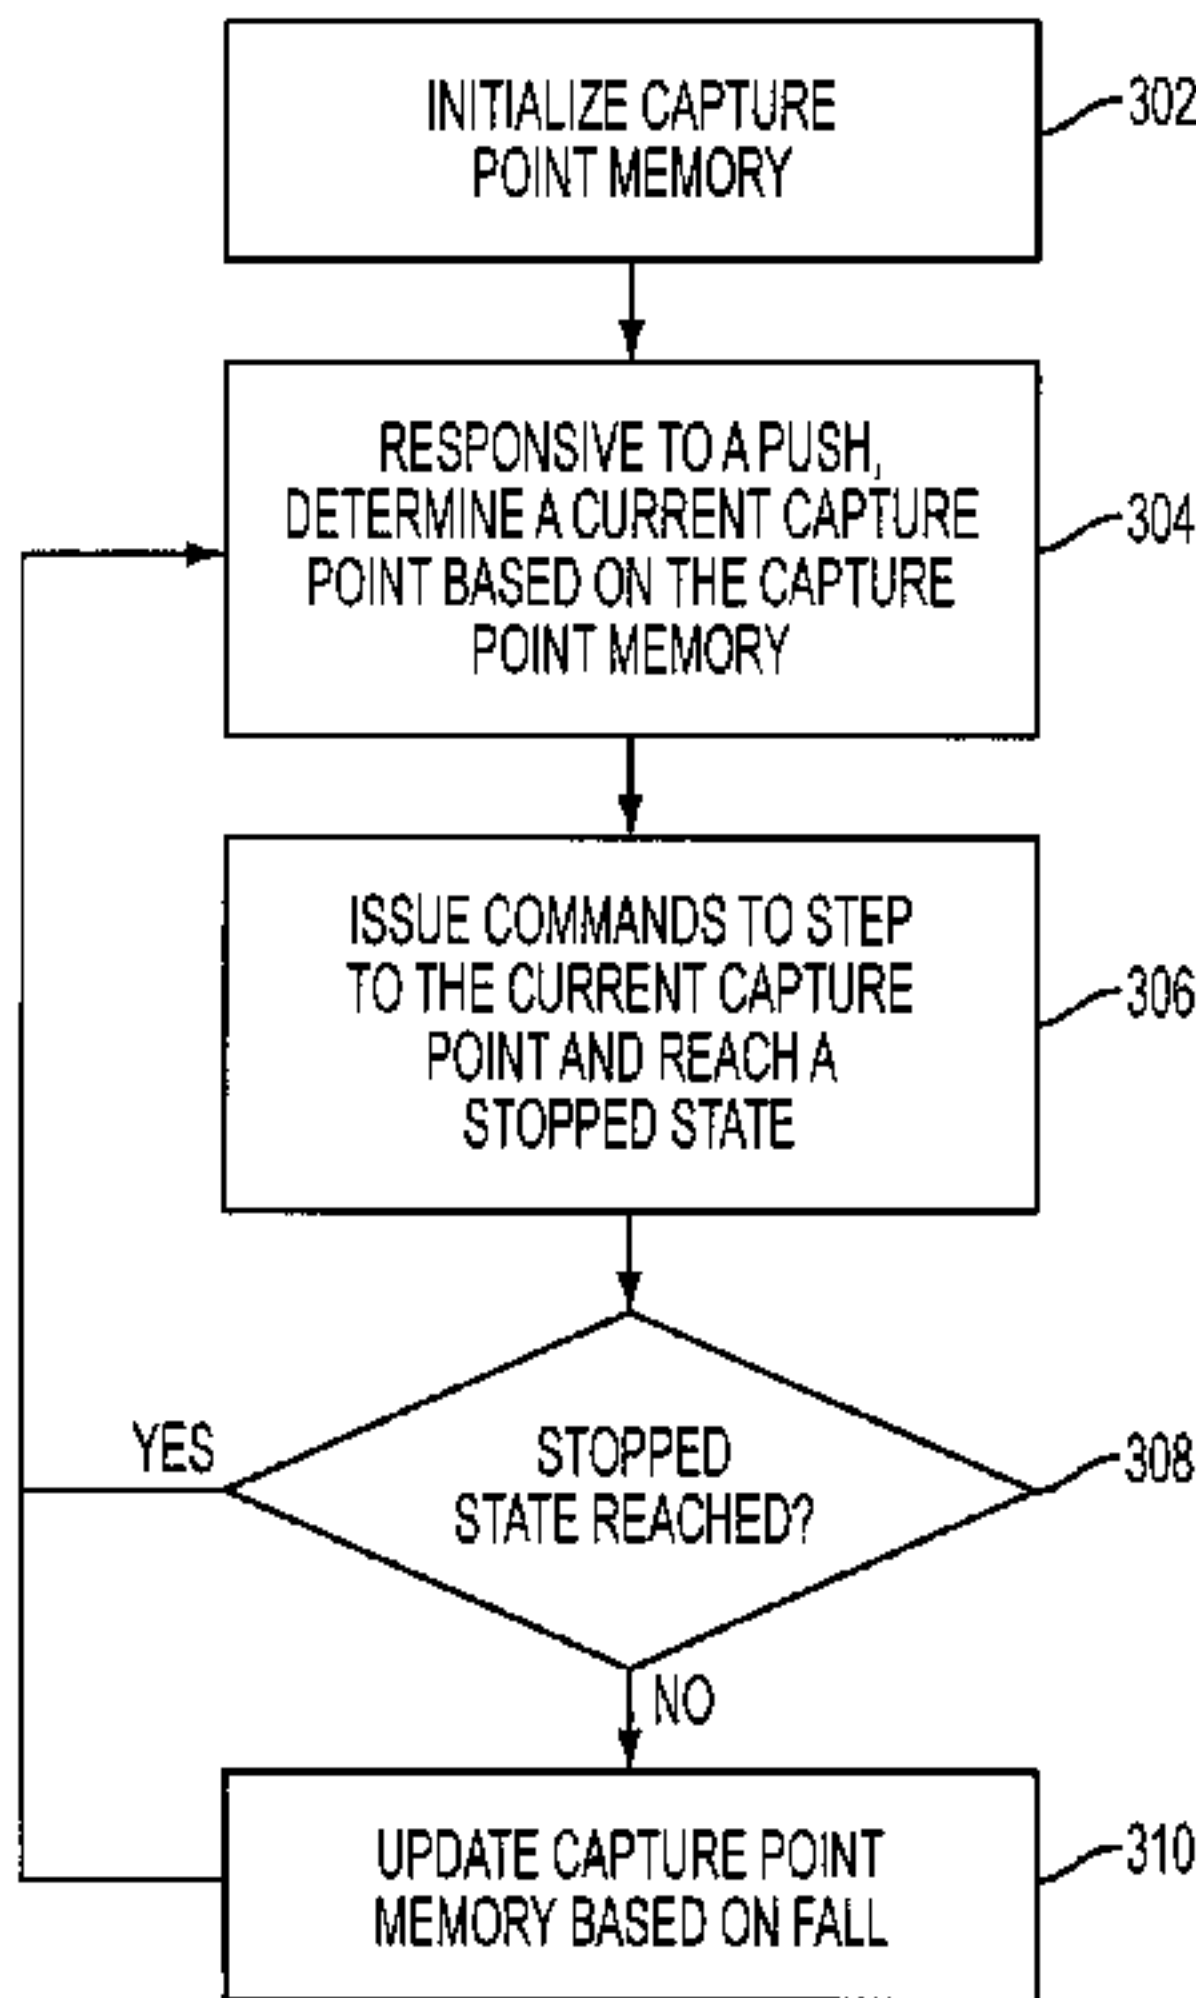 INITIALIZE CAPTURE
POINT MEMORY
302
RESPONSIVE TO A PUSH,
DETERMINE A CURRENT CAPTURE
POINT BASED ON THE CAPTURE
POINT MEMORY
304
ISSUE COMMANDS TO STEP
TO THE CURRENT CAPTURE
POINT AND REACH A
STOPPED STATE
306
YES
STOPPED
STATE REACHED?
308
NO
UPDATE CAPTURE POINT
MEMORY BASED ON FALL
310